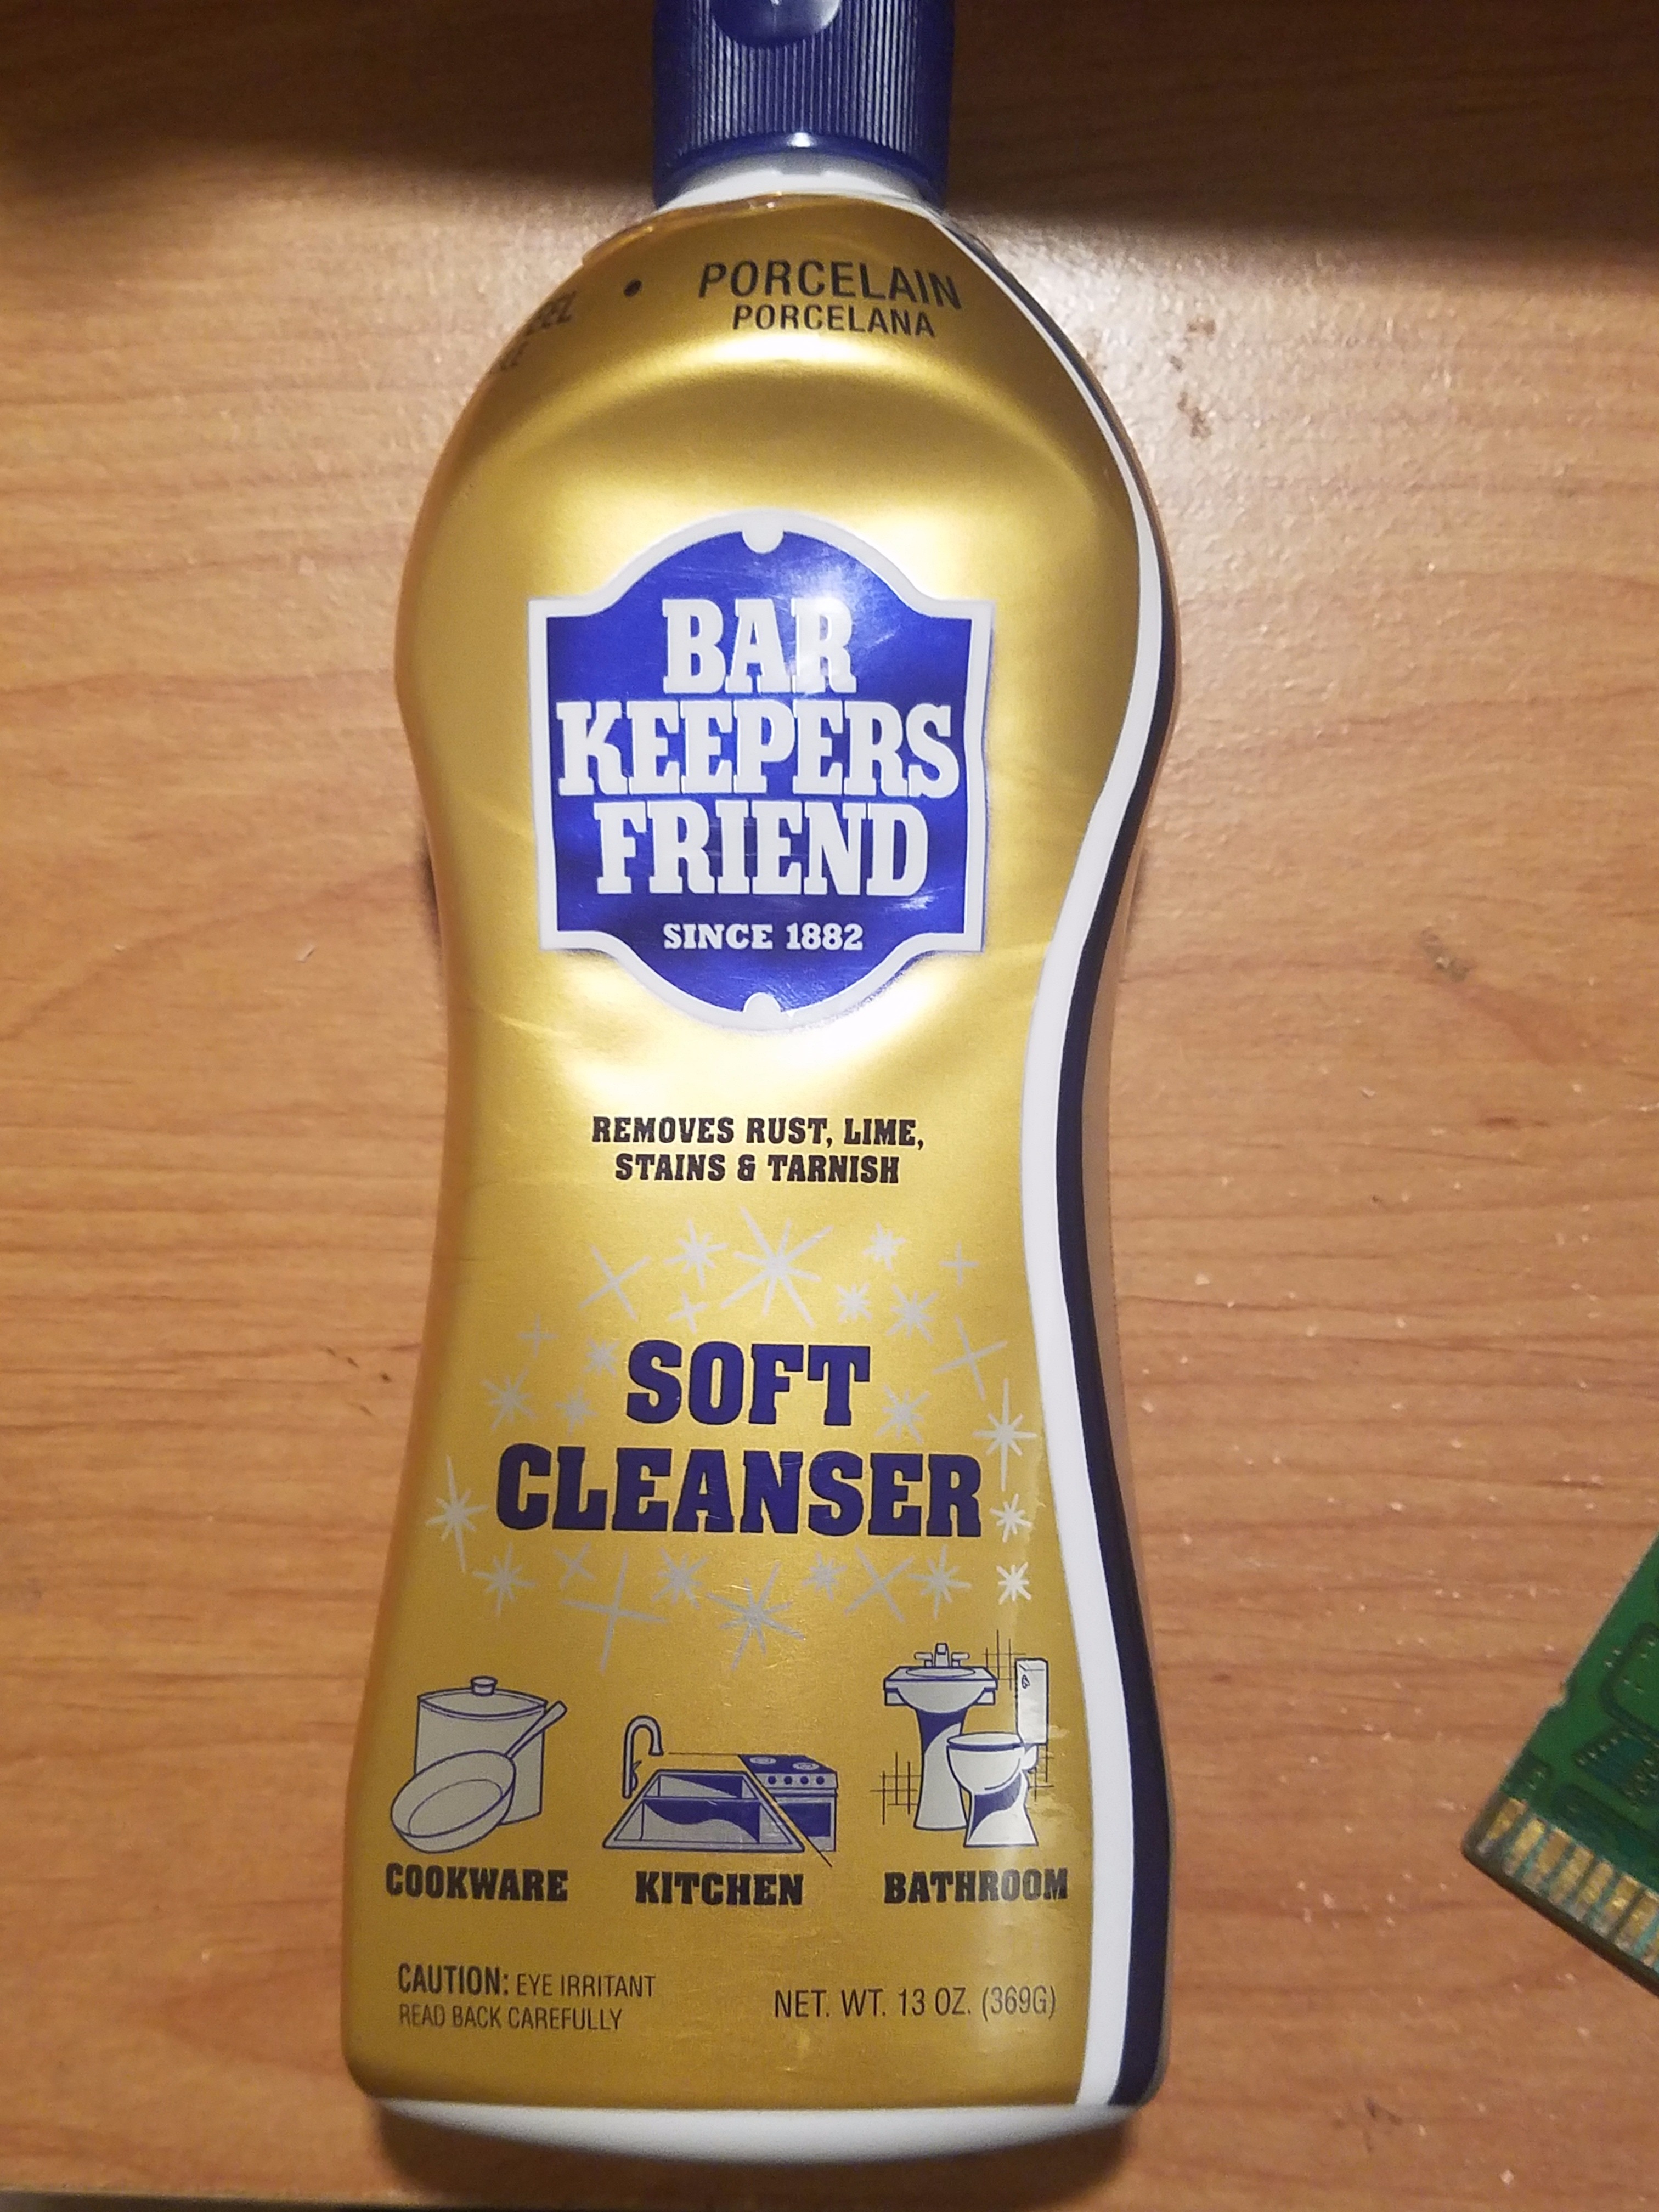 • PORCELAIN
PORCELANA
BAR
KEEPERS
FRIEND
SINCE 1882
REMOVES RUST, LIME,
STAINS & TARNISH
SOFT
CLEANSER
COOKWARE KITCHEN BATHROOM
CAUTION: EYE IRRITANT
READ BACK CAREFULLY
NET. WT. 13 OZ. (369G)